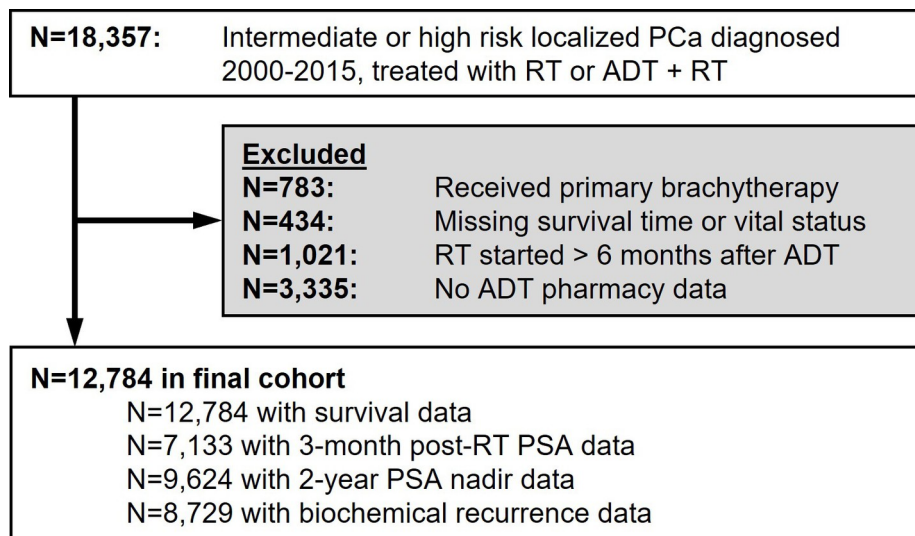 N=18,357: Intermediate or high risk localized PCa diagnosed
2000-2015, treated with RT or ADT + RT
Excluded
N=783: Received primary brachytherapy
N=434: Missing survival time or vital status
N=1,021: RT started > 6 months after ADT
N=3,335: No ADT pharmacy data
N=12,784 in final cohort
N=12,784 with survival data
N=7,133 with 3-month post-RT PSA data
N=9,624 with 2-year PSA nadir data
N=8,729 with biochemical recurrence data